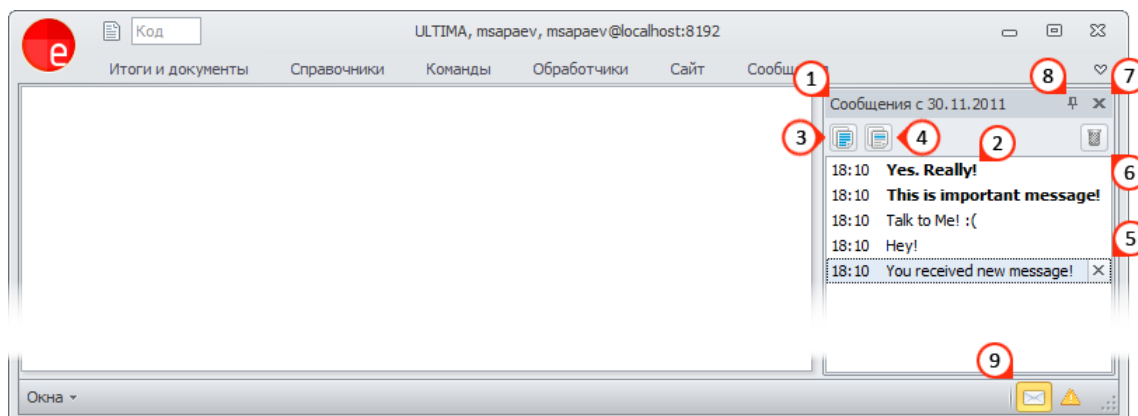 e
Код
ULTIMA, msapaev, msapaev@localhost:8192
Итоги и документы Справочники Команды Обработчики Сайт
1
8
7
Сообщения с 30.11.2011
3
4
2
18:10 Yes. Really!
6
18:10 This is important message!
18:10 Talk to Me! :(
18:10 Hey!
5
18:10 You received new message!
9
Окна